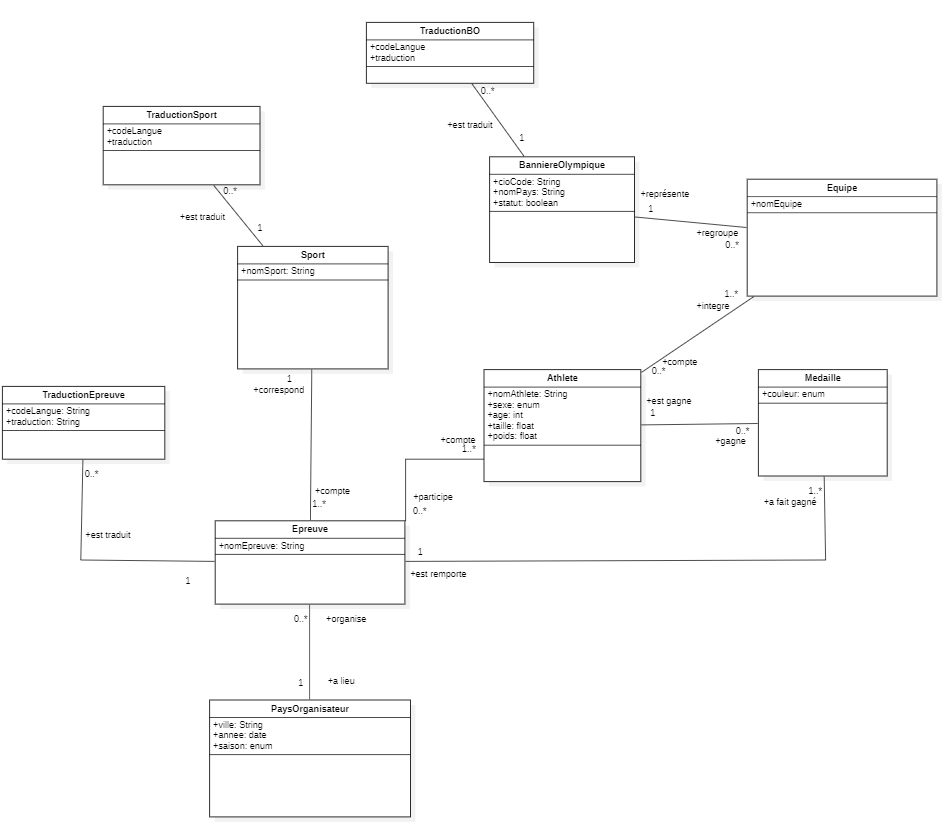 TraductionBO
+codeLangue
+traduction
0..*
+est traduit
1
TraductionSport
+codeLangue
+traduction
0..*
+est traduit
1
BanniereOlympique
+cioCode: String
+nomPays: String
+statut: boolean
+représente
1
+regroupe
0..*
Equipe
+nomEquipe
1..*
+integre
+compte
0..*
Sport
+nomSport: String
1
+correspond
+compte
1..*
TraductionEpreuve
+codeLangue: String
+traduction: String
0..*
+est traduit
1
Athlete
+nomAthlete: String
+sexe: enum
+age: int
+taille: float
+poids: float
+est gagne
1
0..*
+gagne
Medaille
+couleur: enum
1..*
+a fait gagné
+compte
1..*
+participe
0..*
Epreuve
+nomEpreuve: String
1
+est remporte
0..*
+organise
1
+a lieu
PaysOrganisateur
+ville: String
+annee: date
+saison: enum